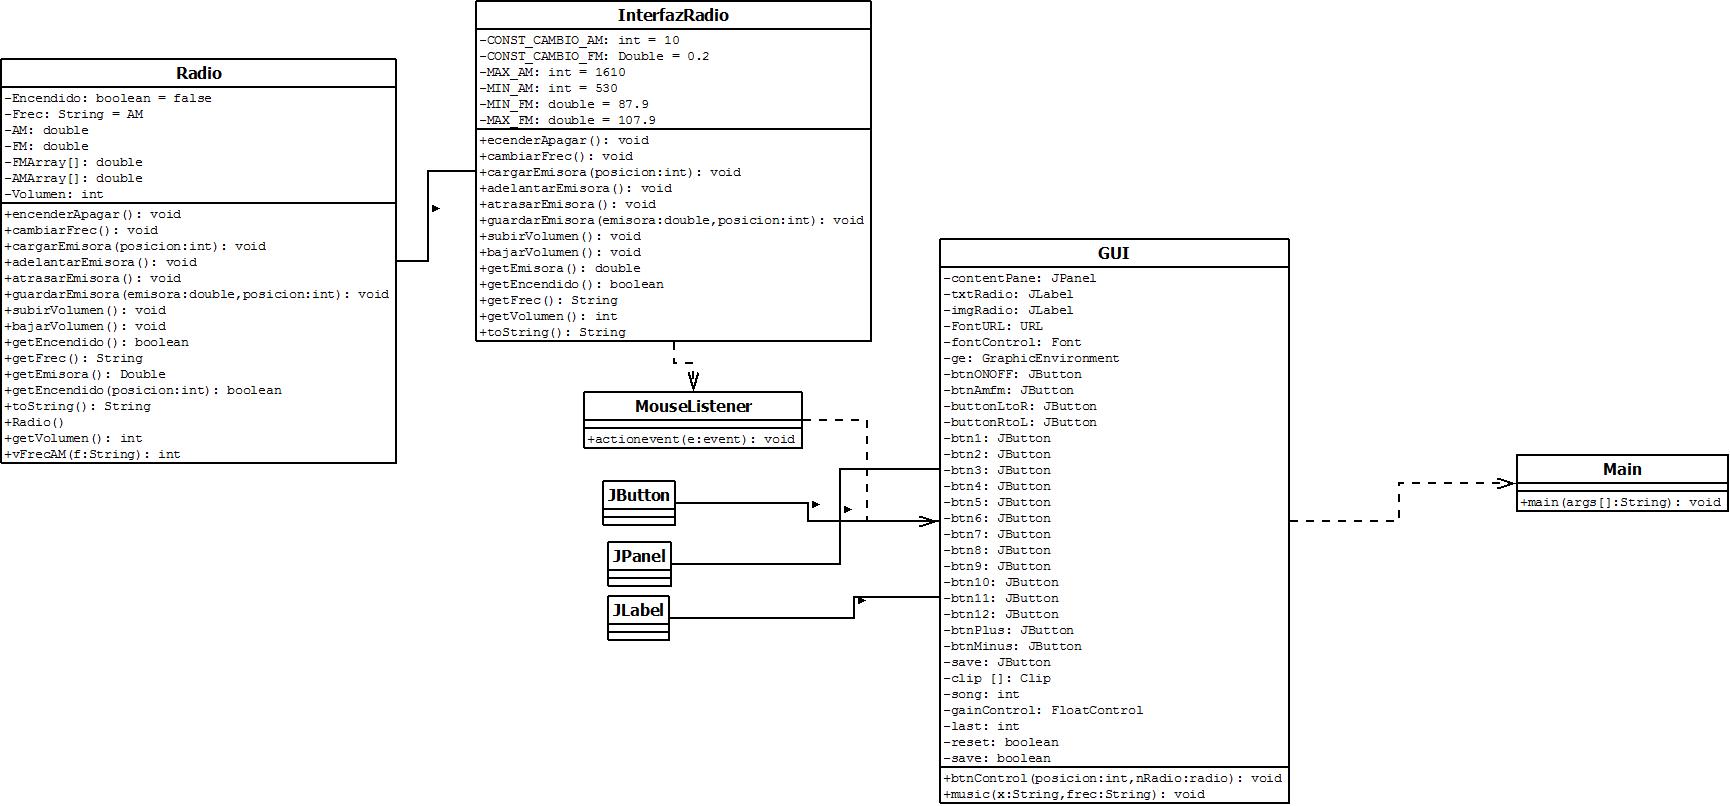 Radio
-Encendido: boolean = false
-Frec: String = AM
-AM: double
-FM: double
-FMArray[]: double
-AMArray[]: double
-Volumen: int
+encenderApagar(): void
+cambiarFrec(): void
+cargarEmisora(posicion:int): void
+adelantarEmisora(): void
+atrasarEmisora(): void
+guardarEmisora(emisora:double,posicion:int): void
+subirVolumen(): void
+bajarVolumen(): void
+getEncendido(): boolean
+getFrec(): String
+getEmisora(): Double
+getEncendido(posicion:int): boolean
+toString(): String
+Radio()
+getVolumen(): int
+vFrecAM(f:String): int
InterfazRadio
-CONST_CAMBIO_AM: int = 10
-CONST_CAMBIO_FM: Double = 0.2
-MAX_AM: int = 1610
-MIN_AM: int = 530
-MIN_FM: double = 87.9
-MAX_FM: double = 107.9
+ecenderApagar(): void
+cambiarFrec(): void
+cargarEmisora(posicion:int): void
+adelantarEmisora(): void
+atrasarEmisora(): void
+guardarEmisora(emisora:double,posicion:int): void
+subirVolumen(): void
+bajarVolumen(): void
+getEmisora(): double
+getEncendido(): boolean
+getFrec(): String
+getVolumen(): int
+toString(): String
MouseListener
+actionevent(e:event): void
JButton
JPanel
JLabel
GUI
-contentPane: JPanel
-txtRadio: JLabel
-imgRadio: JLabel
-FontURL: URL
-fontControl: Font
-ge: GraphicEnvironment
-btnONOFF: JButton
-btnAmfm: JButton
-buttonLtoR: JButton
-buttonRtoL: JButton
-btn1: JButton
-btn2: JButton
-btn3: JButton
-btn4: JButton
-btn5: JButton
-btn6: JButton
-btn7: JButton
-btn8: JButton
-btn9: JButton
-btn10: JButton
-btn11: JButton
-btn12: JButton
-btnPlus: JButton
-btnMinus: JButton
-save: JButton
-clip []: Clip
-song: int
-gainControl: FloatControl
-last: int
-reset: boolean
-save: boolean
+btnControl(posicion:int,nRadio:radio): void
+music(x:String,frec:String): void
Main
+main(args[]:String): void